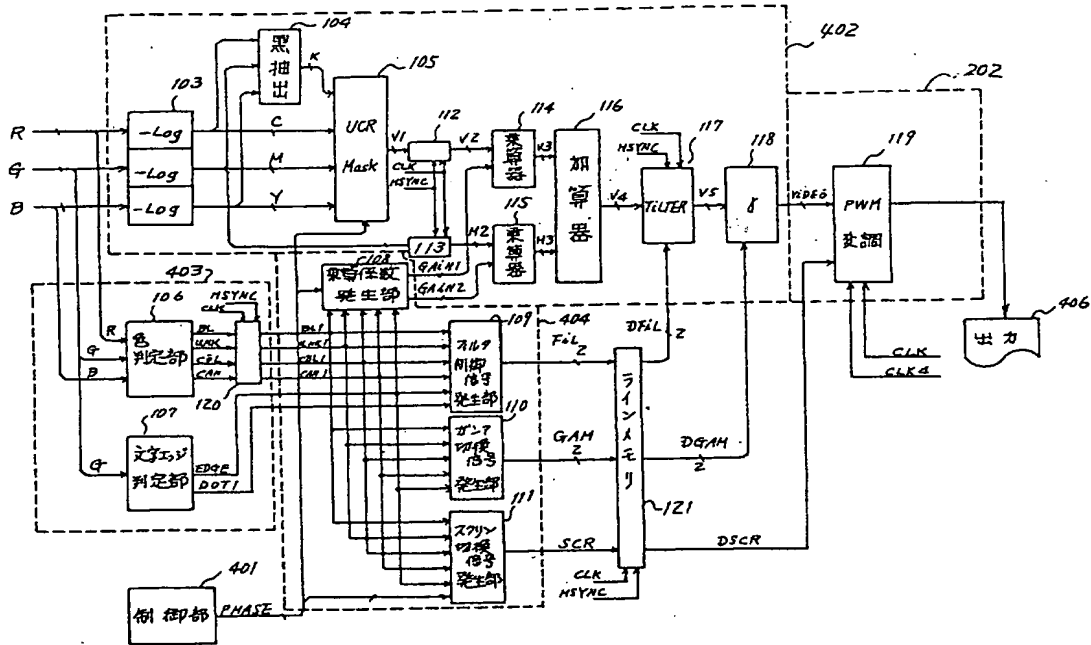 104
402
黒抽出
K
105
202
103
R
-Log
C
UCR
Mask
V1
112
V2
114
乗算器
V3
116
加算器
CLK
HSYNC
117
118
119
G
-Log
M
CLK
HSYNC
V4
FILTER
V5
γ
VIDEO
PWM
変調
B
-Log
Y
115
乗算器
113
H2
H3
403
108
乗算係数
発生部
GAIN1
GAIN2
406
出力
106
HSYNC
CLK
109
404
DFIL
2
R
G
B
色
判定部
BL
UNK
COL
CAN
BL1
UNK1
COL1
CAN1
フィルタ
制御
信号
発生部
FIL
2
CLK
CLK4
120
107
110
ラインメモリ
G
文字エッジ
判定部
EDGE
DOT1
ガンマ
切換
信号
発生部
GAM
2
DGAM
2
111
121
スクリン
切換
信号
発生部
SCR
DSCR
CLK
HSYNC
401
制御部
PHASE